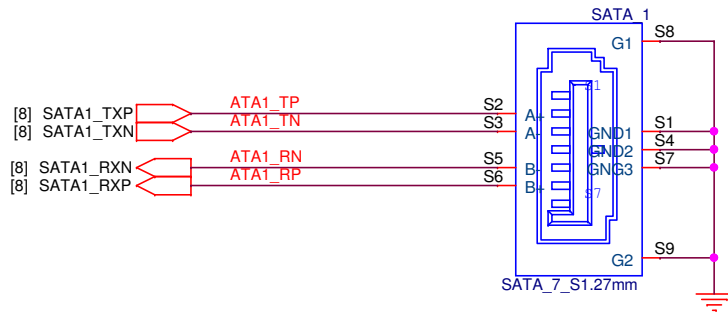 SATA_1
G1 S8
[8] SATA1_TXP ATA1_TP S2 A+
[8] SATA1_TXN ATA1_TN S3 A-
S1
GND1 S1
GND2 S4
[8] SATA1_RXN ATA1_RN S5 B-
GNG3 S7
[8] SATA1_RXP ATA1_RP S6 B+
S7
G2 S9
SATA_7_S1.27mm